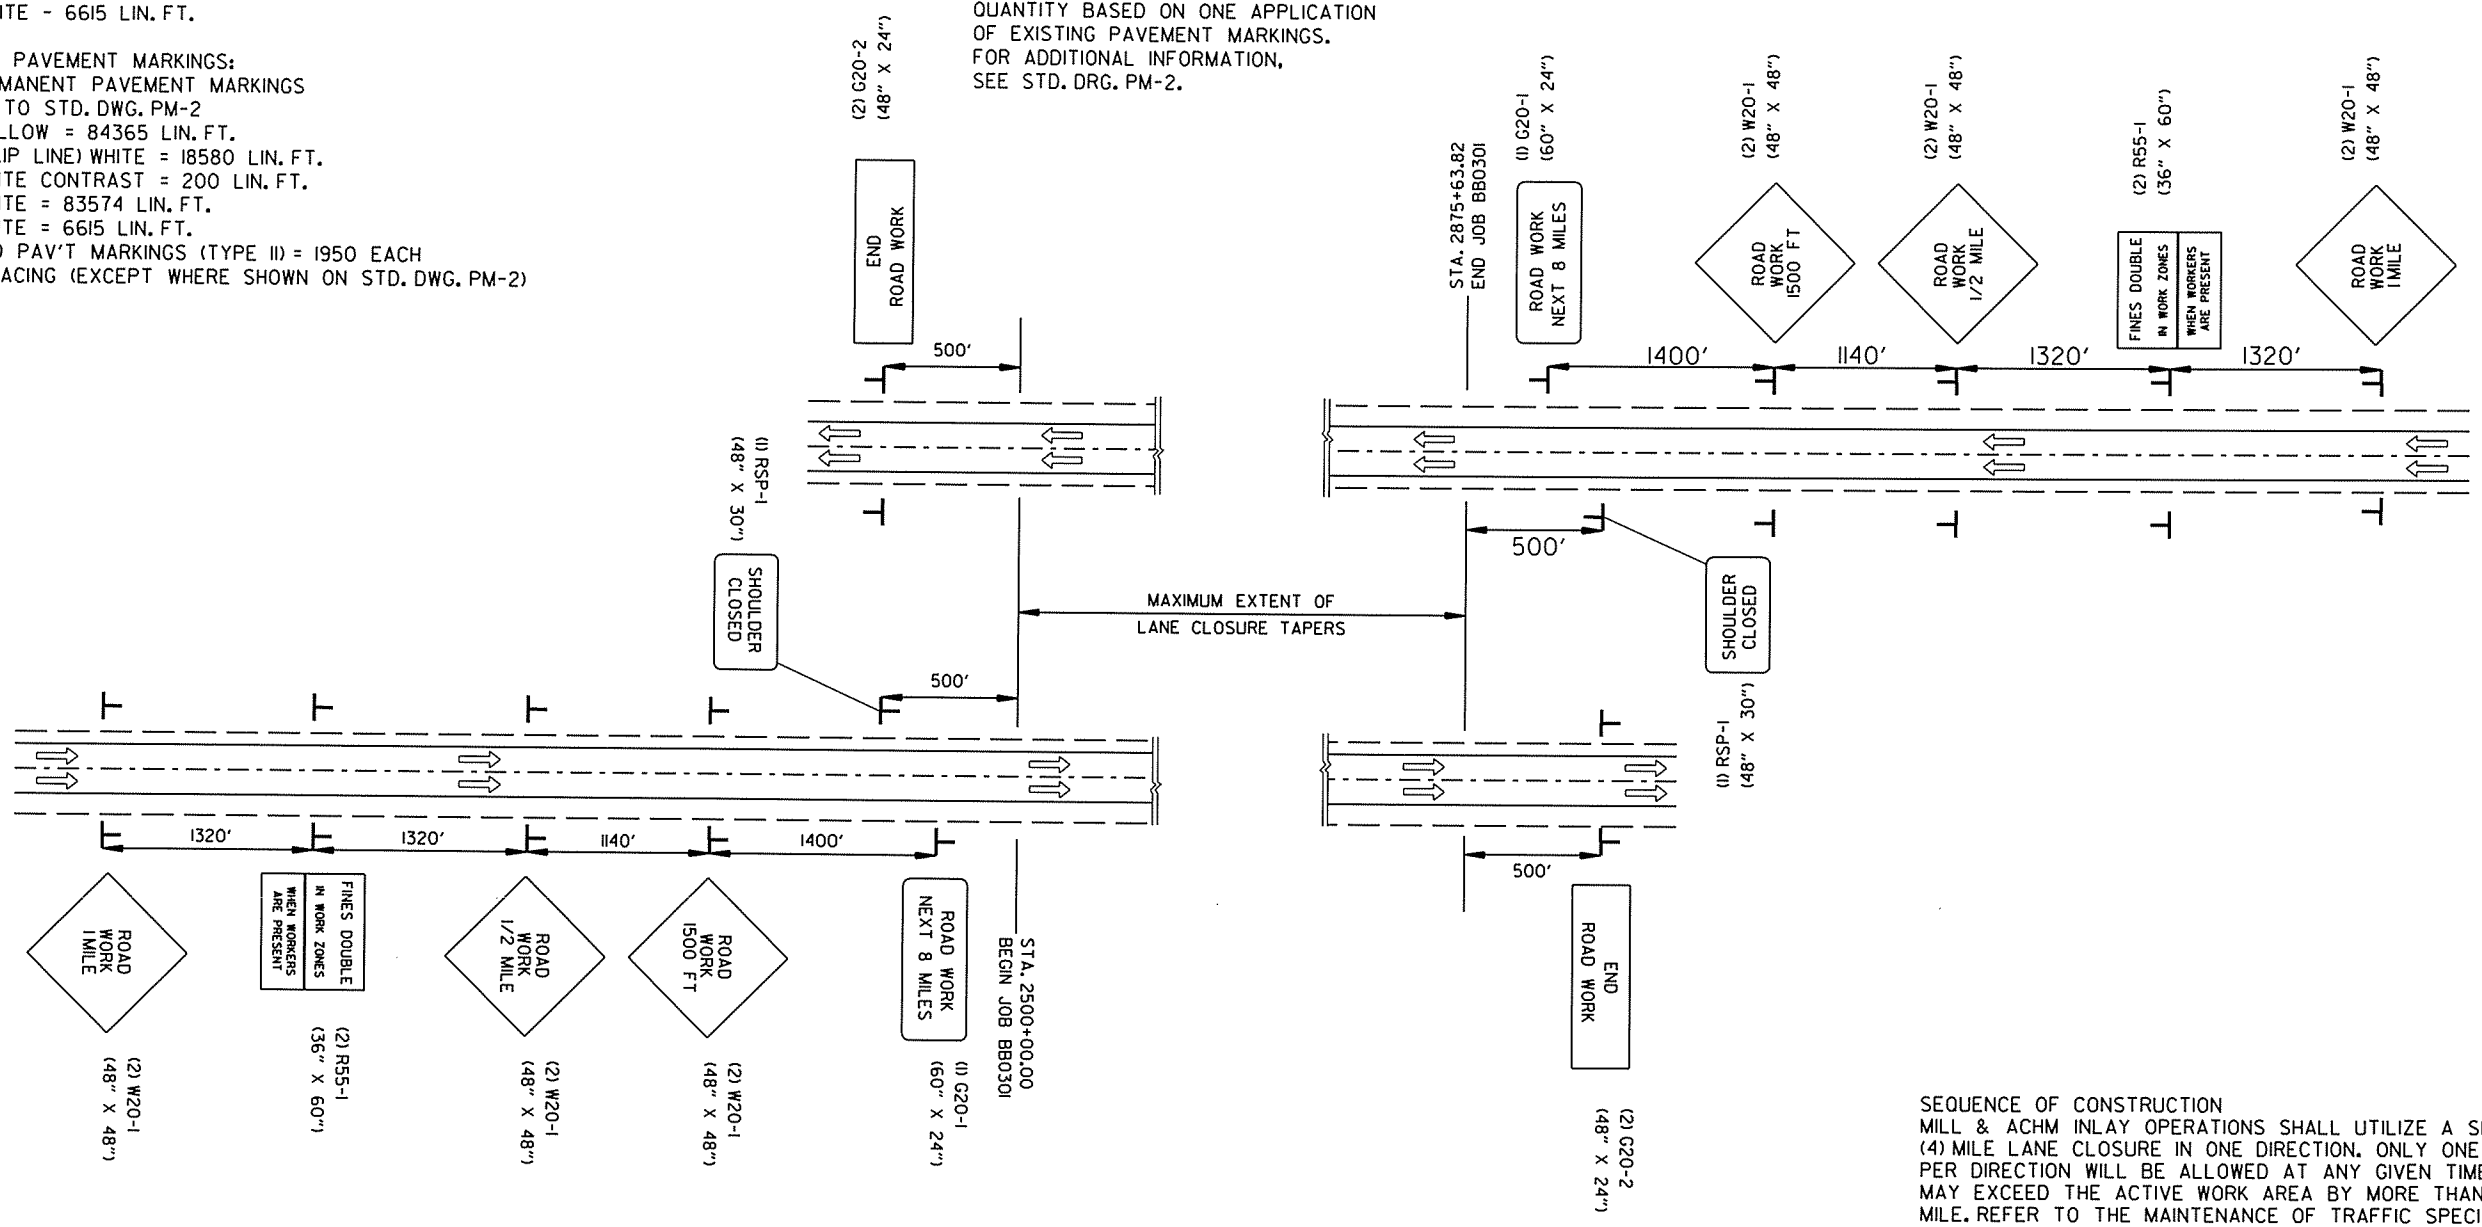 ITE - 6615 LIN. FT.
PAVEMENT MARKINGS:
MANENT PAVEMENT MARKINGS
TO STD. DWG. PM-2
LLOW = 84365 LIN. FT.
IP LINE) WHITE = 18580 LIN. FT.
ITE CONTRAST = 200 LIN. FT.
ITE = 83574 LIN. FT.
ITE = 6615 LIN. FT.
) PAV'T MARKINGS (TYPE II) = 1950 EACH
ACING (EXCEPT WHERE SHOWN ON STD. DWG. PM-2)
QUANTITY BASED ON ONE APPLICATION
OF EXISTING PAVEMENT MARKINGS.
FOR ADDITIONAL INFORMATION,
SEE STD. DRG. PM-2.
(2) G20-2
(48" X 24")
END
ROAD WORK
500'
STA. 2875+63.82
END JOB BB0301
(1) G20-1
(60" X 24")
ROAD WORK
NEXT 8 MILES
(2) W20-1
(48" X 48")
ROAD
WORK
1500 FT
(2) W20-1
(48" X 48")
ROAD
WORK
1/2 MILE
(2) R55-1
(36" X 60")
FINES DOUBLE
IN WORK ZONES
WHEN WORKERS
ARE PRESENT
(2) W20-1
(48" X 48")
ROAD
WORK
1 MILE
1400'
1140'
1320'
1320'
(1) RSP-1
(48" X 30")
SHOULDER
CLOSED
500'
500'
SHOULDER
CLOSED
(1) RSP-1
(48" X 30")
MAXIMUM EXTENT OF
LANE CLOSURE TAPERS
1320'
1320'
1140'
1400'
500'
ROAD
WORK
1 MILE
(2) W20-1
(48" X 48")
FINES DOUBLE
IN WORK ZONES
WHEN WORKERS
ARE PRESENT
(2) R55-1
(36" X 60")
ROAD
WORK
1/2 MILE
(2) W20-1
(48" X 48")
ROAD
WORK
1500 FT
(2) W20-1
(48" X 48")
ROAD WORK
NEXT 8 MILES
(1) G20-1
(60" X 24")
STA. 2500+00.00
BEGIN JOB BB0301
END
ROAD WORK
(2) G20-2
(48" X 24")
SEQUENCE OF CONSTRUCTION
MILL & ACHM INLAY OPERATIONS SHALL UTILIZE A
(4) MILE LANE CLOSURE IN ONE DIRECTION. ONLY ONE
PER DIRECTION WILL BE ALLOWED AT ANY GIVEN TIME
MAY EXCEED THE ACTIVE WORK AREA BY MORE THAN
MILE. REFER TO THE MAINTENANCE OF TRAFFIC SPECI